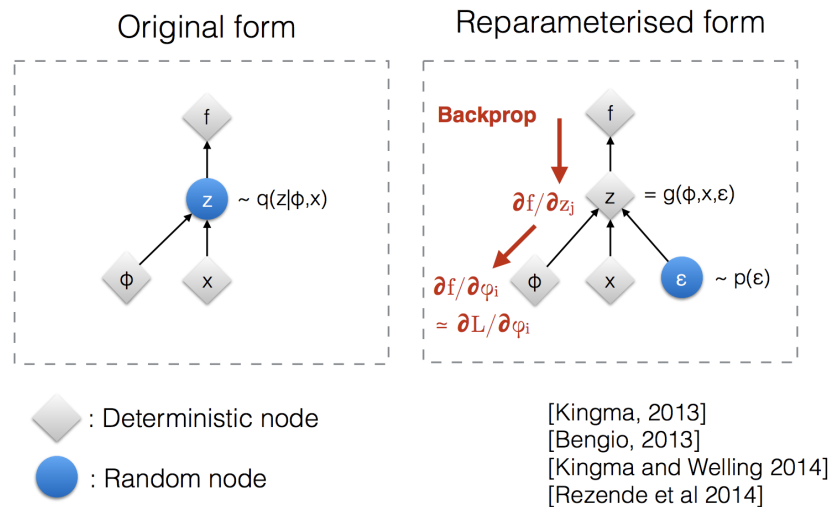 Original form
f
z ~ q(z|ϕ,x)
ϕ x
Reparameterised form
Backprop
f
∂f/∂zⱼ z = g(ϕ,x,ε)
∂f/∂φᵢ ϕ x ε ~ p(ε)
≃ ∂L/∂φᵢ
: Deterministic node
: Random node
[Kingma, 2013]
[Bengio, 2013]
[Kingma and Welling 2014]
[Rezende et al 2014]